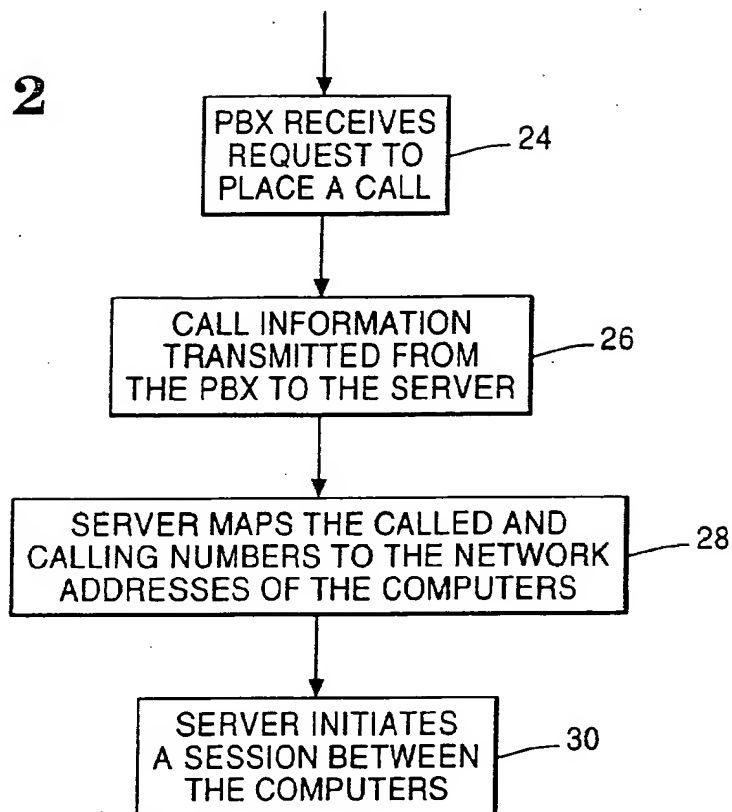 2
PBX RECEIVES
REQUEST TO
PLACE A CALL
24
CALL INFORMATION
TRANSMITTED FROM
THE PBX TO THE SERVER
26
SERVER MAPS THE CALLED AND
CALLING NUMBERS TO THE NETWORK
ADDRESSES OF THE COMPUTERS
28
SERVER INITIATES
A SESSION BETWEEN
THE COMPUTERS
30